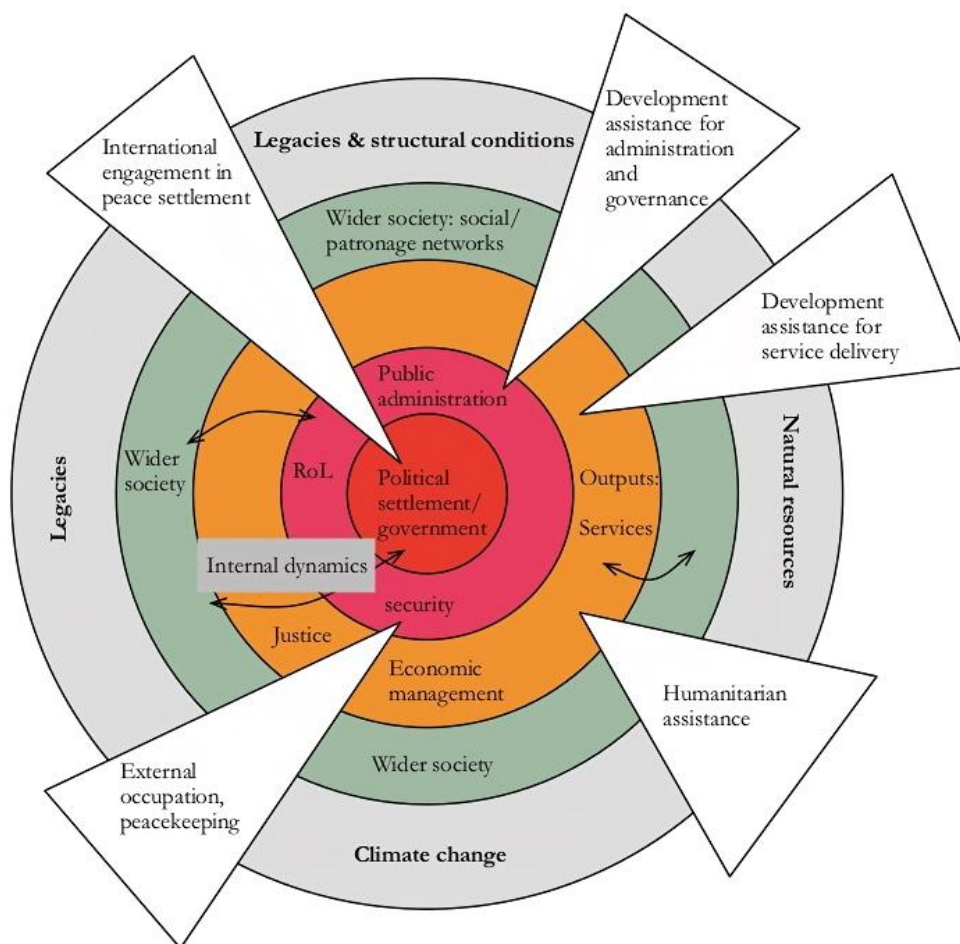 Development
assistance for
administration
and
governance
International
engagement in
peace settlement
Legacies & structural conditions
Wider society: social/
patronage networks
Development
assistance for
service delivery
Public
administration
Legacies
Wider
society
RoL
Political
settlement/
government
Outputs:
Services
Natural resources
Internal dynamics
security
Justice
Economic
management
Humanitarian
assistance
External
occupation,
peacekeeping
Wider society
Climate change